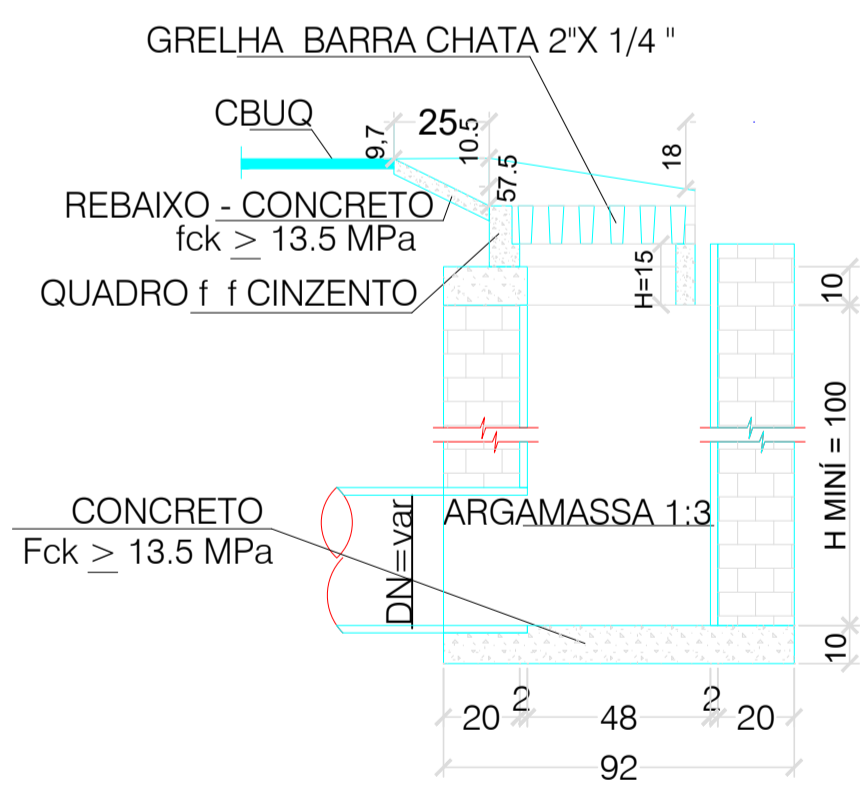 GRELHA BARRA CHATA 2"X 1/4 "
CBUQ
9,7
25
10.5
57.5
18
REBAIXO - CONCRETO
fck ≥ 13.5 MPa
QUADRO f f CINZENTO
H=15
10
H MINÍ = 100
CONCRETO
Fck ≥ 13.5 MPa
DN=var
ARGAMASSA 1:3
10
20
2
48
2
20
92